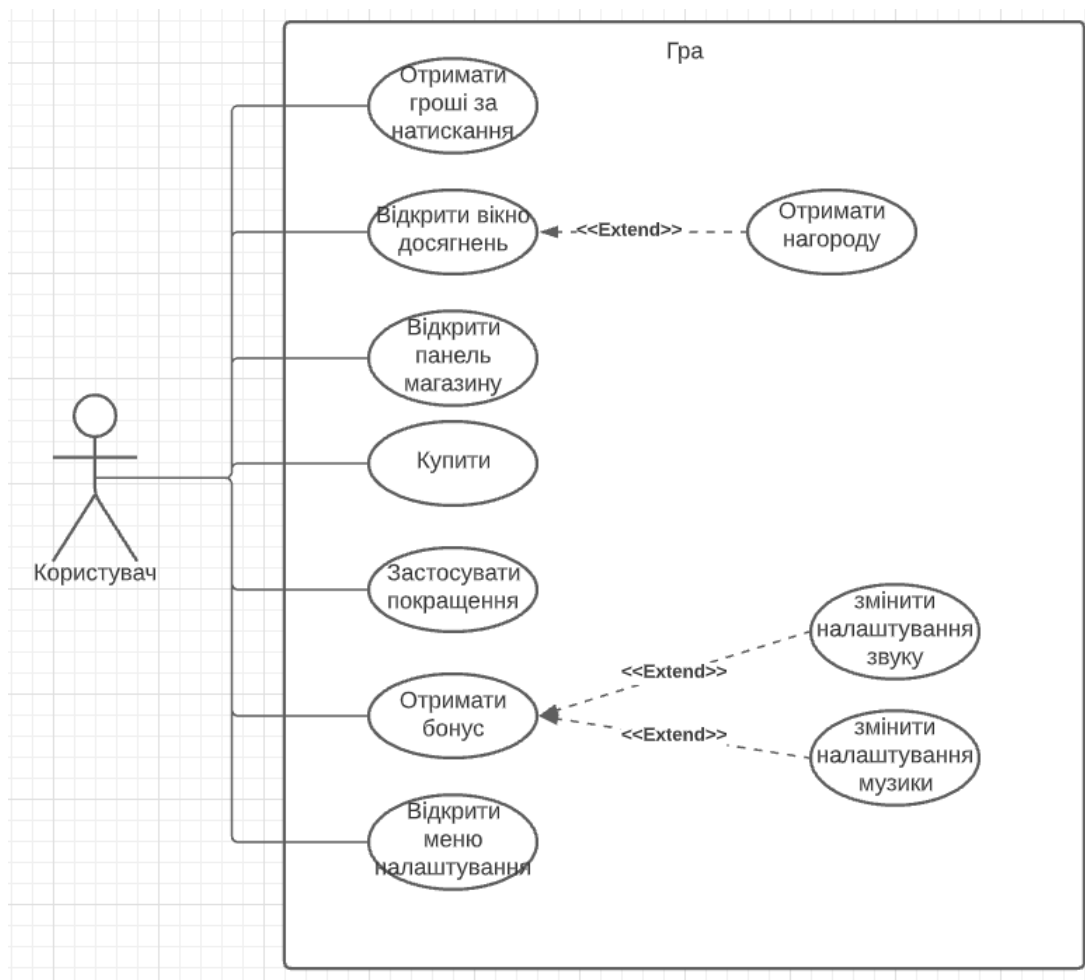 Гра
Отримати
гроші за
натискання
Відкрити вікно
досягнень
<<Extend>>
Отримати
нагороду
Відкрити
панель
магазину
Купити
Користувач
Застосувати
покращення
змінити
налаштування
звуку
<<Extend>>
Отримати
бонус
<<Extend>>
змінити
налаштування
музики
Відкрити
меню
налаштування